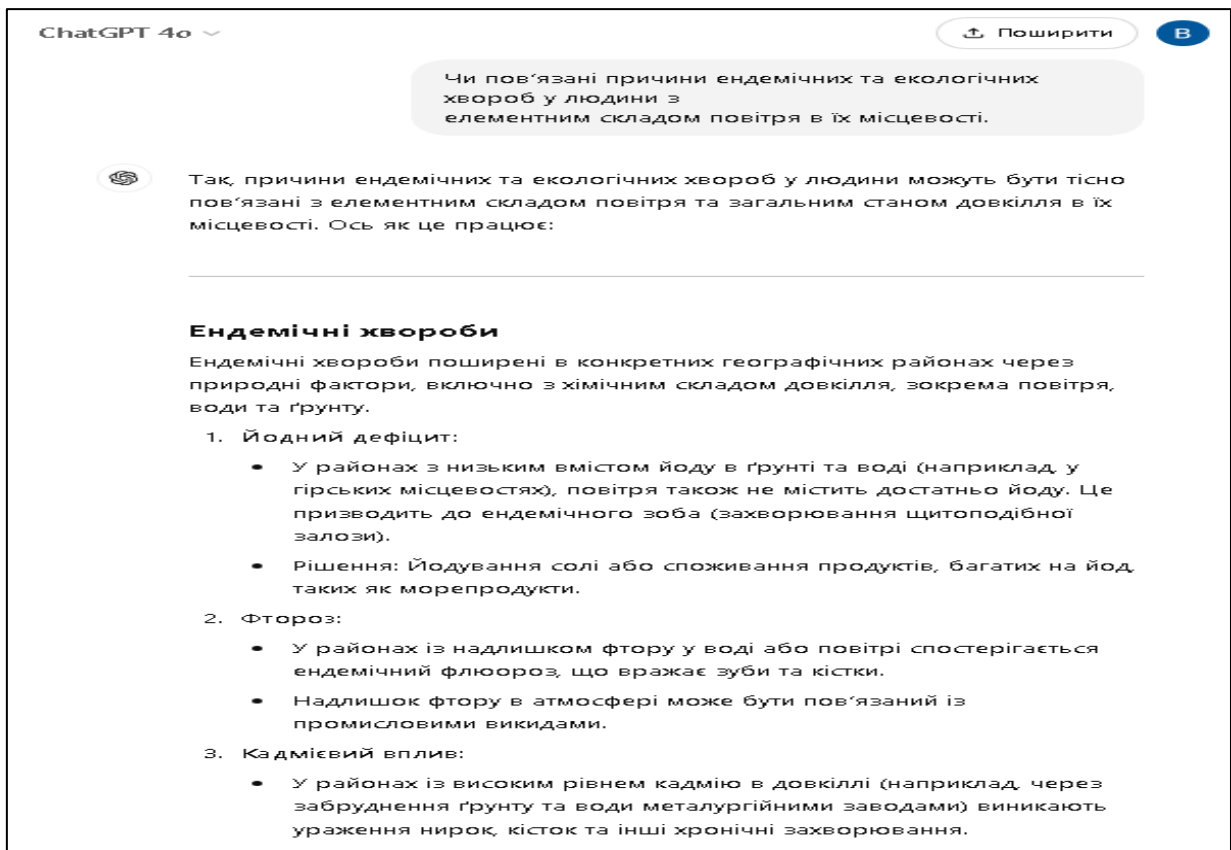 ChatGPT 4o
Поширити
B
Чи пов’язані причини ендемічних та екологічних
хвороб у людини з
елементним складом повітря в їх місцевості.
Так, причини ендемічних та екологічних хвороб у людини можуть бути тісно
пов’язані з елементним складом повітря та загальним станом довкілля в їх
місцевості. Ось як це працює:
Ендемічні хвороби
Ендемічні хвороби поширені в конкретних географічних районах через
природні фактори, включно з хімічним складом довкілля, зокрема повітря,
води та ґрунту.
1. Йодний дефіцит:
• У районах з низьким вмістом йоду в ґрунті та воді (наприклад, у
гірських місцевостях), повітря також не містить достатньо йоду. Це
призводить до ендемічного зоба (захворювання щитоподібної
залози).
• Рішення: Йодування солі або споживання продуктів, багатих на йод,
таких як морепродукти.
2. Фтороз:
• У районах із надлишком фтору у воді або повітрі спостерігається
ендемічний флюороз, що вражає зуби та кістки.
• Надлишок фтору в атмосфері може бути пов’язаний із
промисловими викидами.
3. Кадмієвий вплив:
• У районах із високим рівнем кадмію в довкіллі (наприклад, через
забруднення ґрунту та води металургійними заводами) виникають
ураження нирок, кісток та інші хронічні захворювання.